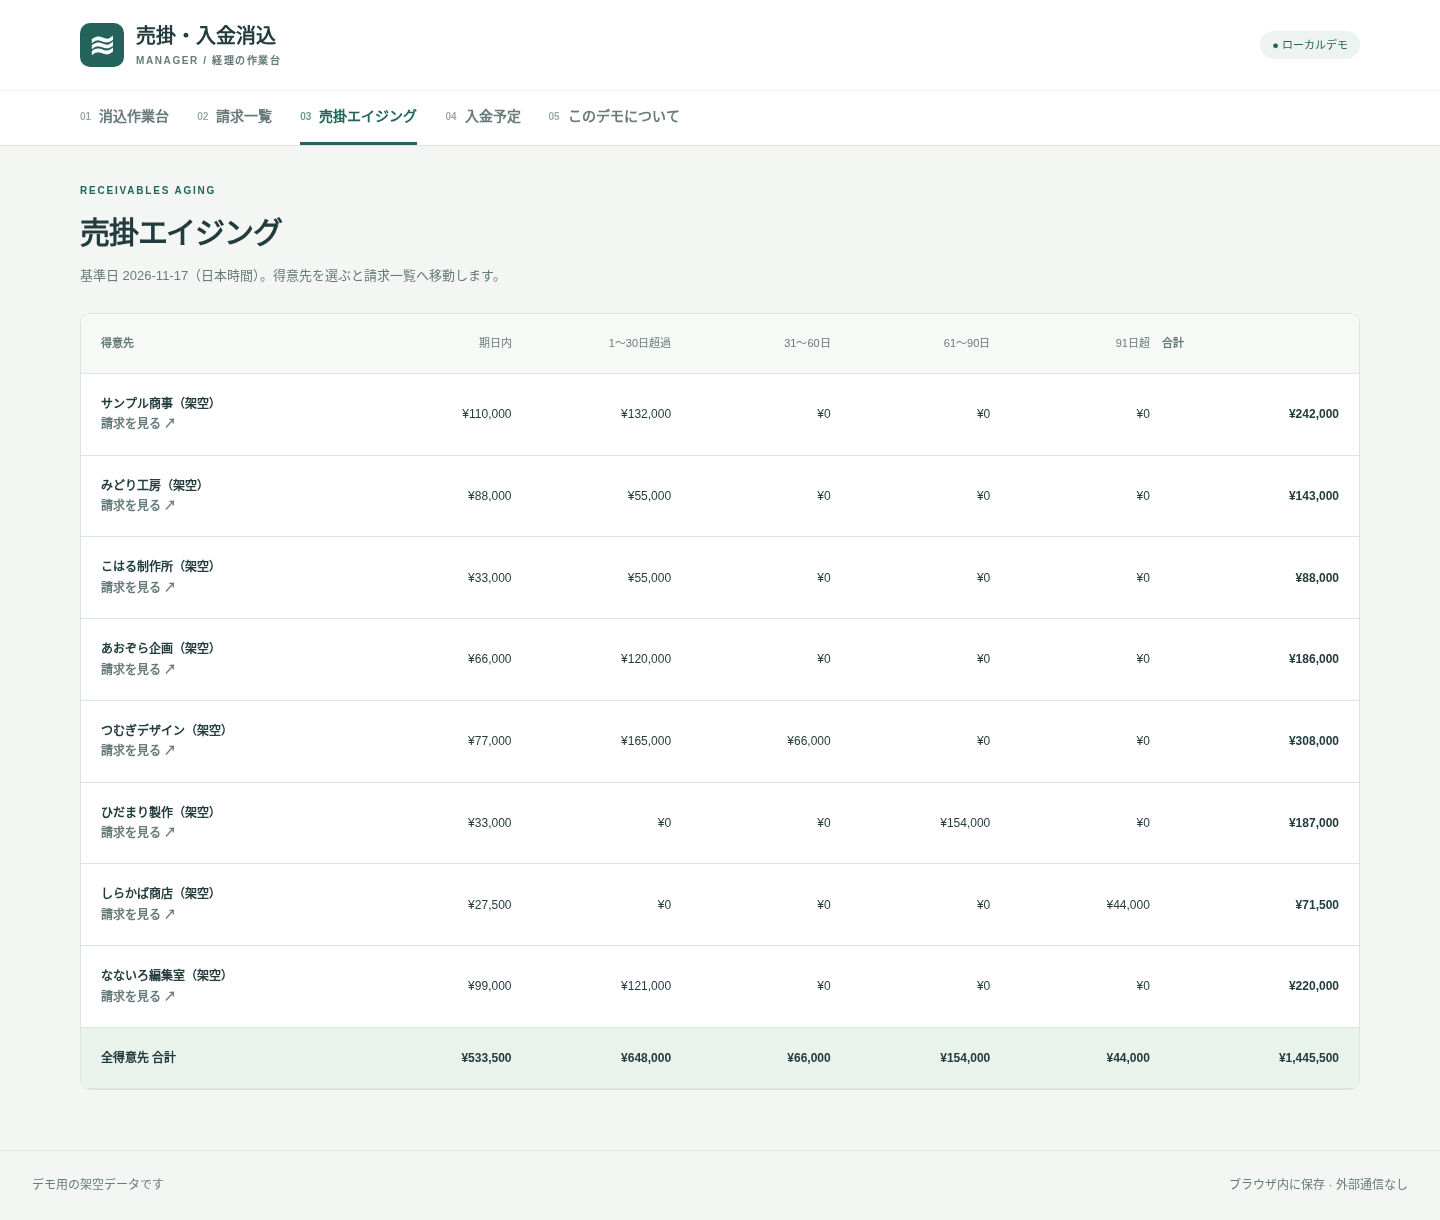 売掛・入金消込
MANAGER / 経理の作業台
● ローカルデモ
01 消込作業台 02 請求一覧 03 売掛エイジング 04 入金予定 05 このデモについて
RECEIVABLES AGING
売掛エイジング
基準日 2026-11-17（日本時間）。得意先を選ぶと請求一覧へ移動します。
得意先 期日内 1〜30日超過 31〜60日 61〜90日 91日超 合計
サンプル商事（架空）
請求を見る ↗ ¥110,000 ¥132,000 ¥0 ¥0 ¥0 ¥242,000
みどり工房（架空）
請求を見る ↗ ¥88,000 ¥55,000 ¥0 ¥0 ¥0 ¥143,000
こはる制作所（架空）
請求を見る ↗ ¥33,000 ¥55,000 ¥0 ¥0 ¥0 ¥88,000
あおぞら企画（架空）
請求を見る ↗ ¥66,000 ¥120,000 ¥0 ¥0 ¥0 ¥186,000
つむぎデザイン（架空）
請求を見る ↗ ¥77,000 ¥165,000 ¥66,000 ¥0 ¥0 ¥308,000
ひだまり製作（架空）
請求を見る ↗ ¥33,000 ¥0 ¥0 ¥154,000 ¥0 ¥187,000
しらかば商店（架空）
請求を見る ↗ ¥27,500 ¥0 ¥0 ¥0 ¥44,000 ¥71,500
なないろ編集室（架空）
請求を見る ↗ ¥99,000 ¥121,000 ¥0 ¥0 ¥0 ¥220,000
全得意先 合計 ¥533,500 ¥648,000 ¥66,000 ¥154,000 ¥44,000 ¥1,445,500
デモ用の架空データです
ブラウザ内に保存 · 外部通信なし